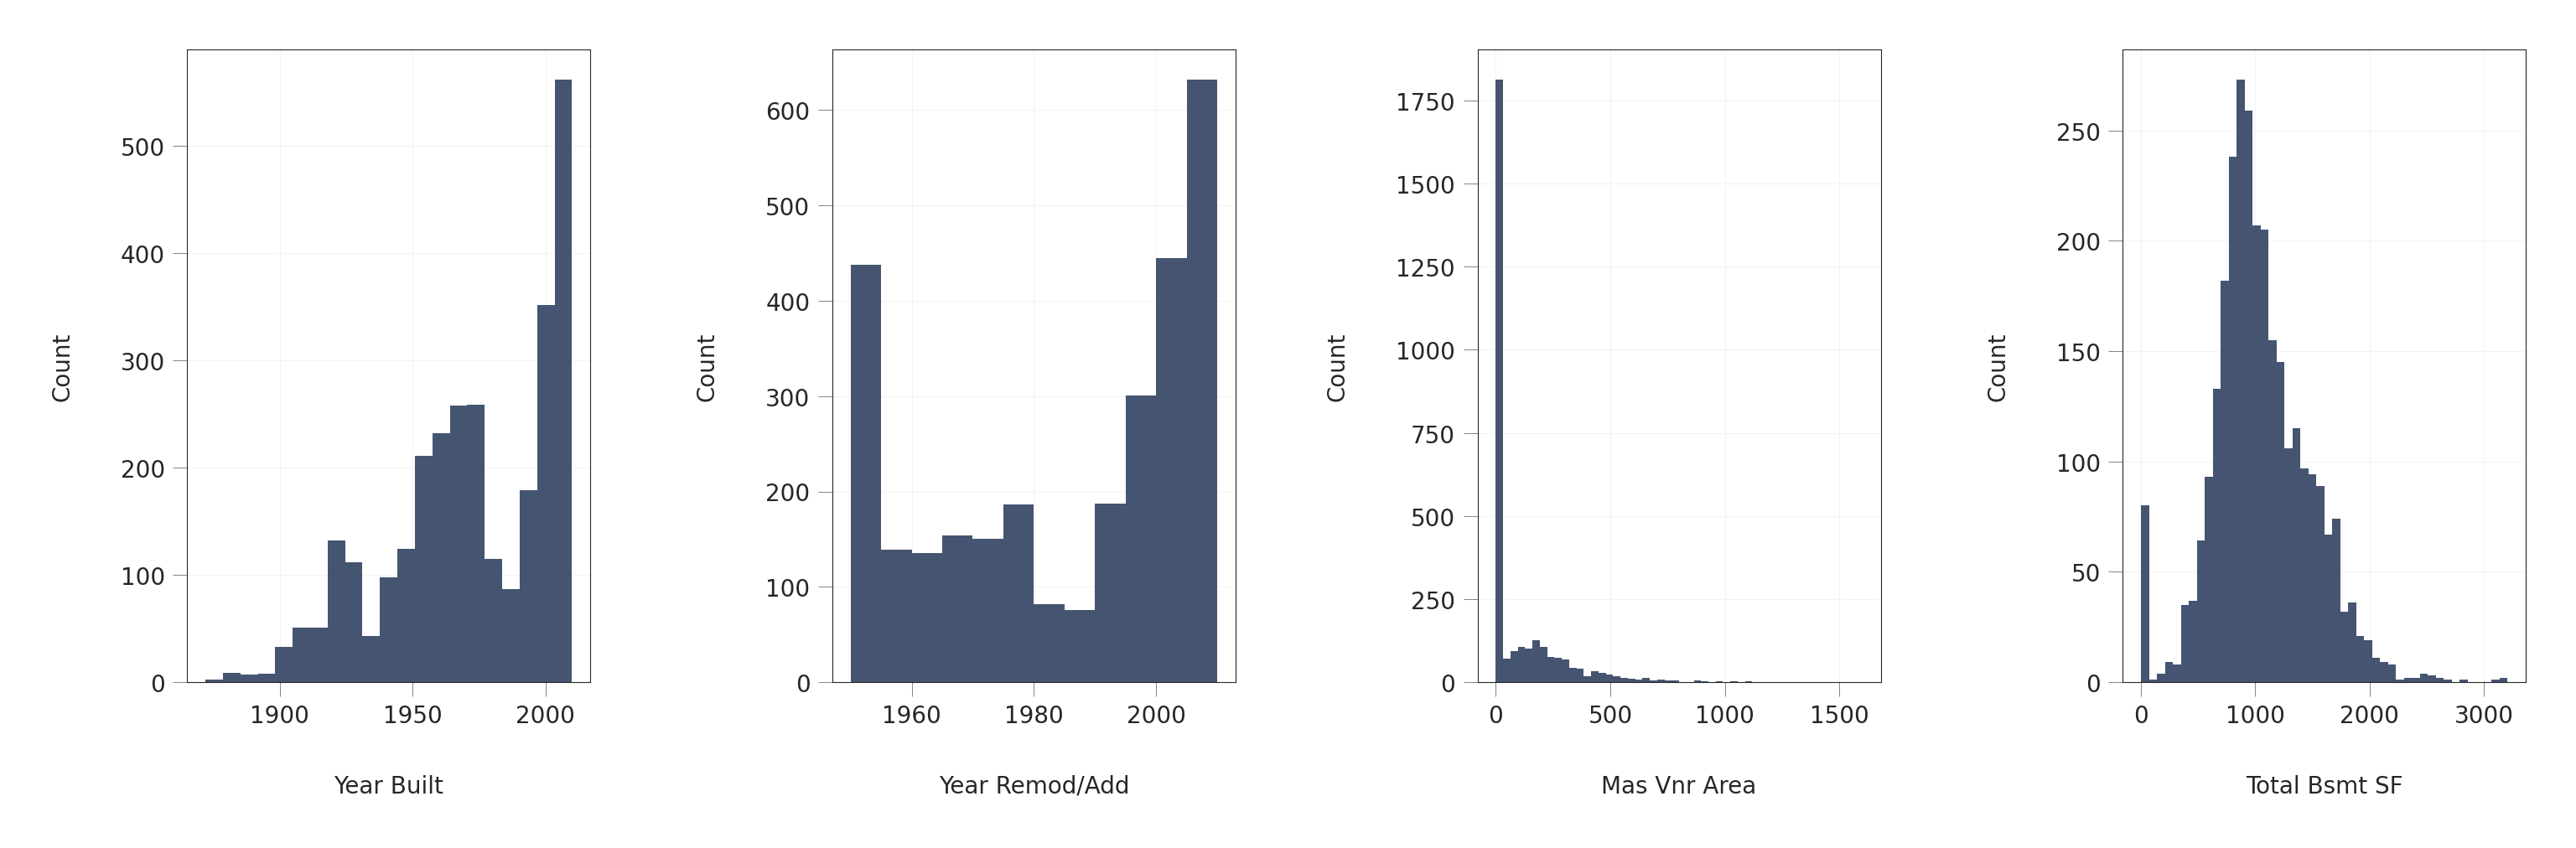 Count
500
400
300
200
100
0
1900 1950 2000
Year Built
Count
600
500
400
300
200
100
0
1960 1980 2000
Year Remod/Add
Count
1750
1500
1250
1000
750
500
250
0
0 500 1000 1500
Mas Vnr Area
Count
250
200
150
100
50
0
0 1000 2000 3000
Total Bsmt SF